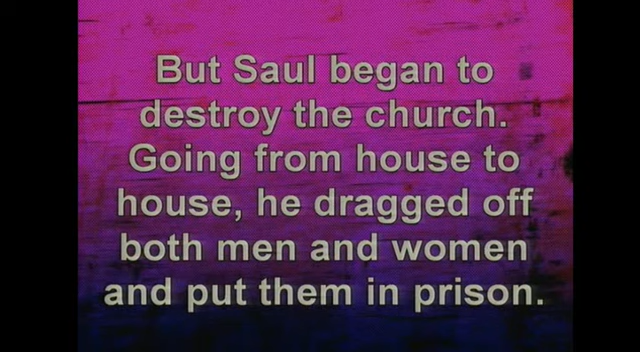 But Saul began to
destroy the church.
Going from house to
house, he dragged off
both men and women
and put them in prison.